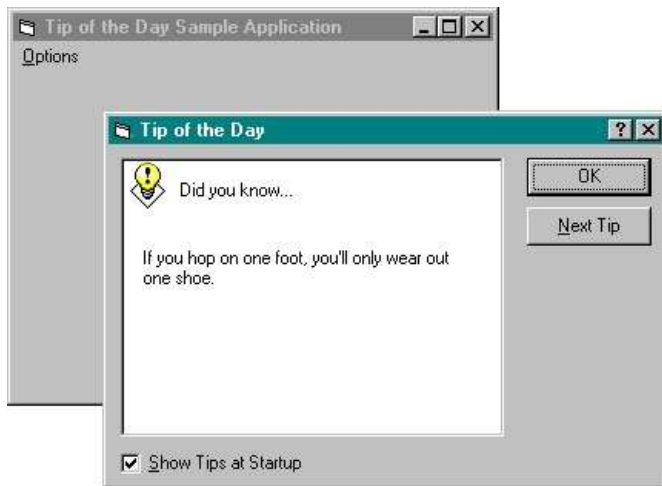 Tip of the Day Sample Application
Options
Tip of the Day
Did you know...
OK
Next Tip
If you hop on one foot, you'll only wear out
one shoe.
Show Tips at Startup